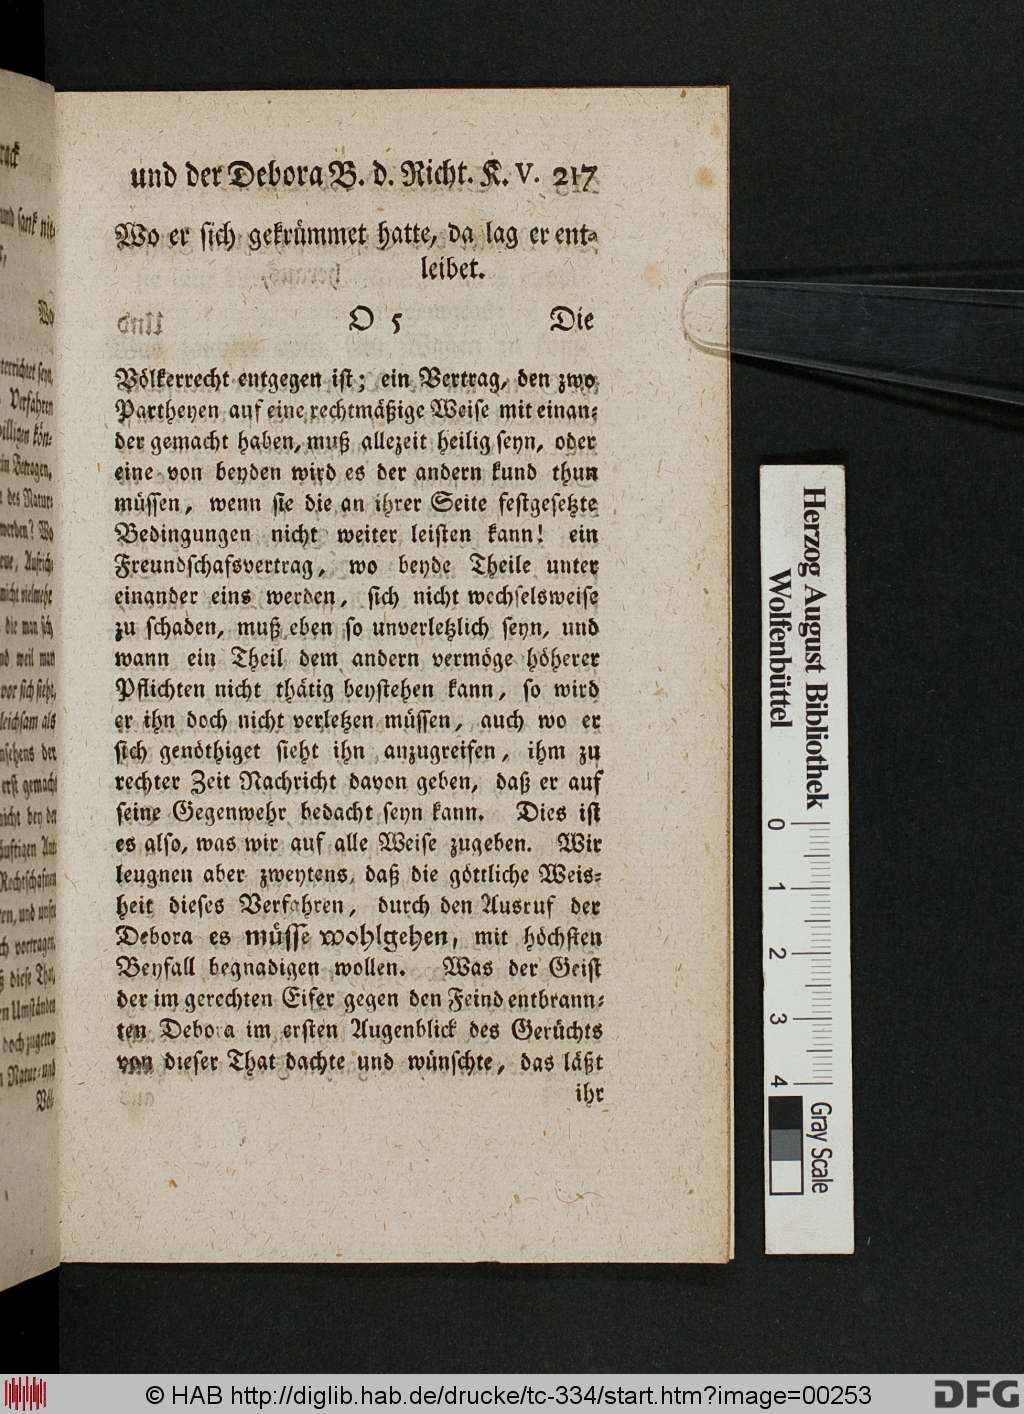 und der Debora B. d. Richt. K. V. 217
Wo er sich gekrümmet hatte, da lag er ent-
leibet.
O 5 Die
Völkerrecht entgegen ist; ein Vertrag, den zwo
Partheyen auf eine rechtmäßige Weise mit einan-
der gemacht haben, muß allezeit heilig seyn, oder
eine von beyden wird es der andern kund thun
müssen, wenn sie die an ihrer Seite festgesetzte
Bedingungen nicht weiter leisten kann! ein
Freundschafsvertrag, wo beyde Theile unter
einander eins werden, sich nicht wechselsweise
zu schaden, muß eben so unverletzlich seyn, und
wann ein Theil dem andern vermöge höherer
Pflichten nicht thätig beystehen kann, so wird
er ihn doch nicht verletzen müssen, auch wo er
sich genöthiget sieht ihn anzugreifen, ihm zu
rechter Zeit Nachricht davon geben, daß er auf
seine Gegenwehr bedacht seyn kann. Dies ist
es also, was wir auf alle Weise zugeben. Wir
leugnen aber zweytens, daß die göttliche Weis-
heit dieses Verfahren, durch den Ausruf der
Debora es müsse wohlgehen, mit höchsten
Beyfall begnadigen wollen. Was der Geist
der im gerechten Eifer gegen den Feind entbrann-
ten Debora im ersten Augenblick des Gerüchts
von dieser That dachte und wünschte, das läßt
ihr
Herzog August Bibliothek
Wolfenbüttel
0 1 2 3 4
Gray Scale
© HAB http://diglib.hab.de/drucke/tc-334/start.htm?image=00253
DFG